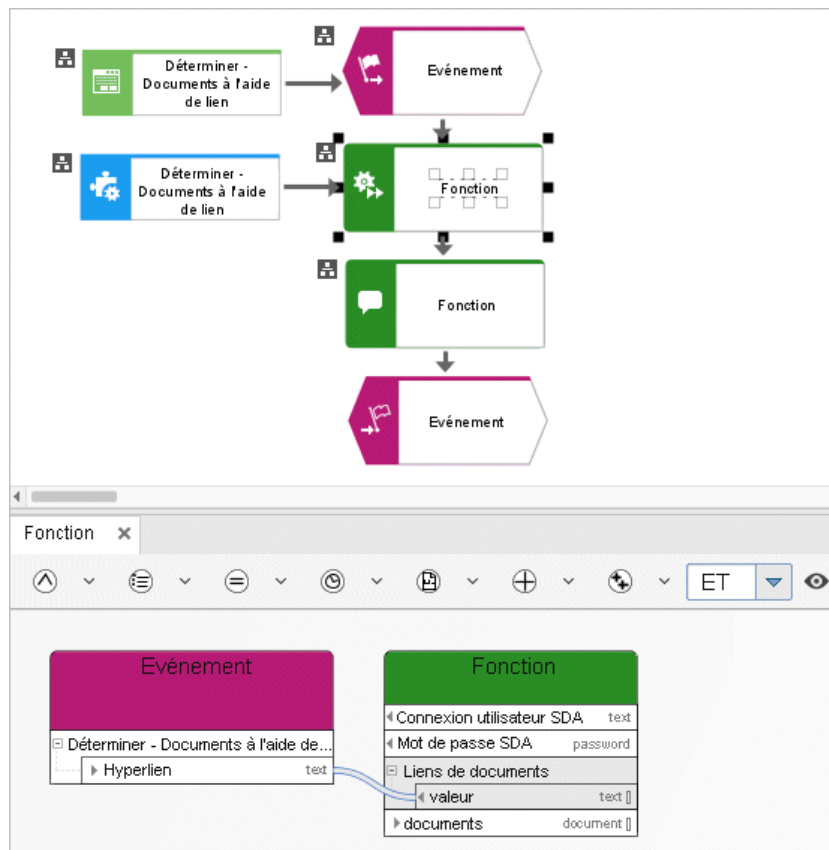 Déterminer -
Documents à l'aide
de lien
Evénement
Déterminer -
Documents à l'aide
de lien
Fonction
Fonction
Evénement
Fonction
ET
Evénement
Fonction
Connexion utilisateur SDA text
Déterminer - Documents à l'aide de...
Mot de passe SDA password
Hyperlien text
Liens de documents
valeur text []
documents document []